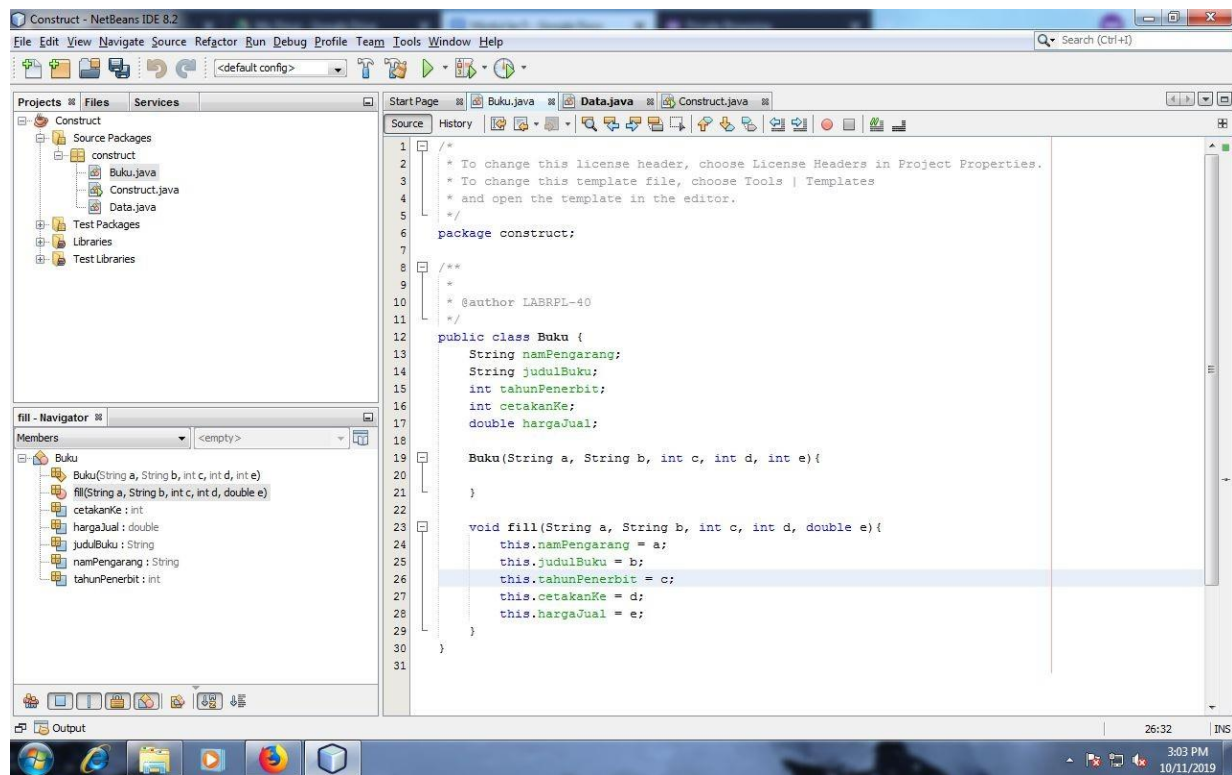 Construct - NetBeans IDE 8.2
File Edit View Navigate Source Refactor Run Debug Profile Team Tools Window Help
Search (Ctrl+I)
<default config>
Projects Files Services
Construct
Source Packages
construct
Buku.java
Construct.java
Data.java
Test Packages
Libraries
Test Libraries
fill - Navigator
Members <empty>
Buku
Buku(String a, String b, int c, int d, int e)
fill(String a, String b, int c, int d, double e)
cetakanKe : int
hargaJual : double
judulBuku : String
namPengarang : String
tahunPenerbit : int
Start Page Buku.java Data.java Construct.java
Source History
1 /*
2 * To change this license header, choose License Headers in Project Properties.
3 * To change this template file, choose Tools | Templates
4 * and open the template in the editor.
5 */
6 package construct;
7
8 /**
9 *
10 * @author LABRPL-40
11 */
12 public class Buku {
13 String namPengarang;
14 String judulBuku;
15 int tahunPenerbit;
16 int cetakanKe;
17 double hargaJual;
18
19 Buku(String a, String b, int c, int d, int e){
20
21 }
22
23 void fill(String a, String b, int c, int d, double e){
24 this.namPengarang = a;
25 this.judulBuku = b;
26 this.tahunPenerbit = c;
27 this.cetakanKe = d;
28 this.hargaJual = e;
29 }
30 }
31
Output
26:32 INS
3:03 PM
10/11/2019